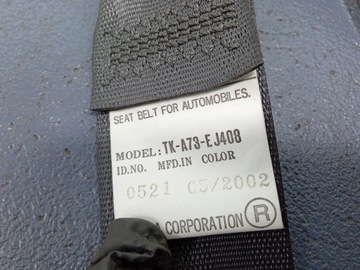 SEAT BELT FOR AUTOMOBILES.
MODEL: TK-A73-EJ408
ID.NO. MFD.IN COLOR
0521 05/2002
A CORPORATION ®